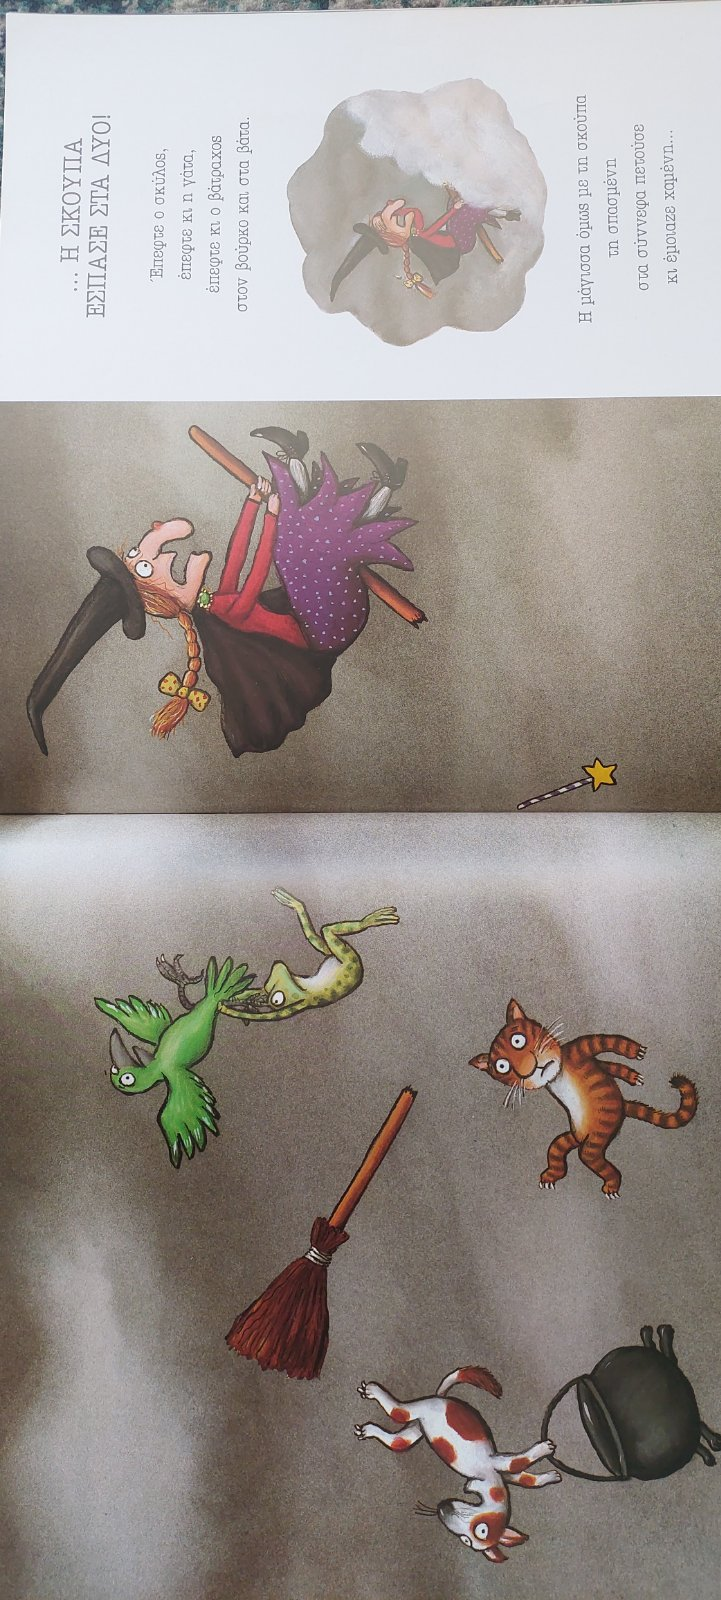 ... Η ΣΚΟΥΠΑ
ΕΣΠΑΣΕ ΣΤΑ ΔΥΟ!
Έπεφτε ο σκύλος,
έπεφτε κι η γάτα,
έπεφτε κι ο βάτραχος
στον βούρκο και στα βάτα.
Η μάγισσα όμως με τη σκούπα
τη σπασμένη
στα σύννεφα πετούσε
κι έμοιαζε χαμένη...